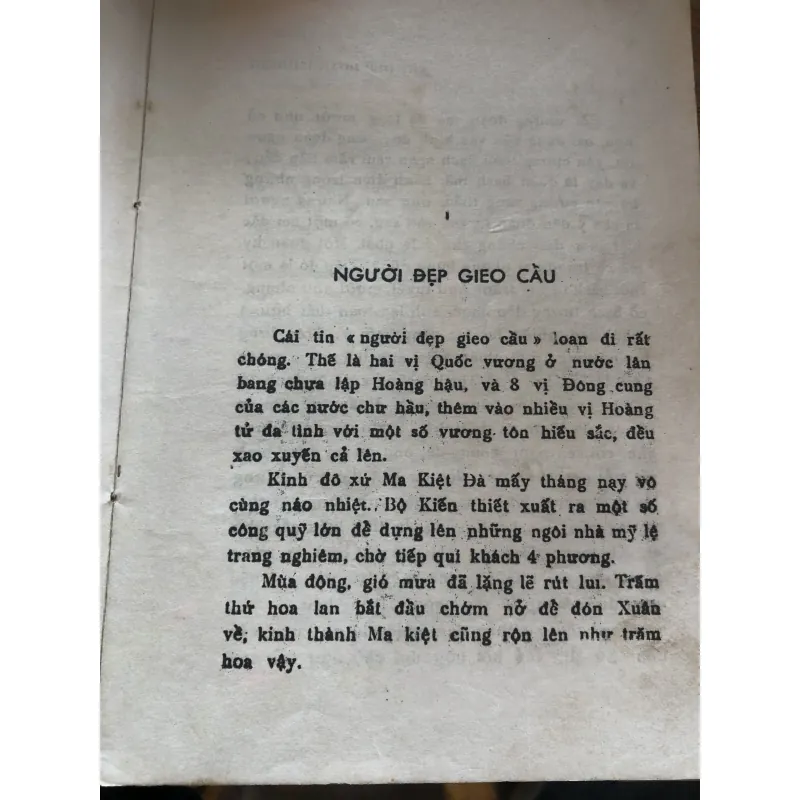 I
NGƯỜI ĐẸP GIEO CẦU
Cái tin « người đẹp gieo cầu » loan đi rất
chóng. Thế là hai vị Quốc vương ở nước lân
bang chưa lập Hoàng hậu, và 8 vị Đông cung
của các nước chư hầu, thêm vào nhiều vị Hoàng
tử đa tình với một số vương tôn hiếu sắc, đều
xao xuyến cả lên.
Kinh đô xứ Ma Kiệt Đà mấy tháng nay vô
cùng náo nhiệt. Bộ Kiến thiết xuất ra một số
công quỹ lớn để dựng lên những ngôi nhà mỹ lệ
trang nghiêm, chờ tiếp quí khách 4 phương.
Mùa đông, gió mưa đã lặng lẽ rút lui. Trăm
thứ hoa lan bắt đầu chớm nở để đón Xuân
về; kinh thành Ma kiệt cũng rộn lên như trăm
hoa vậy.